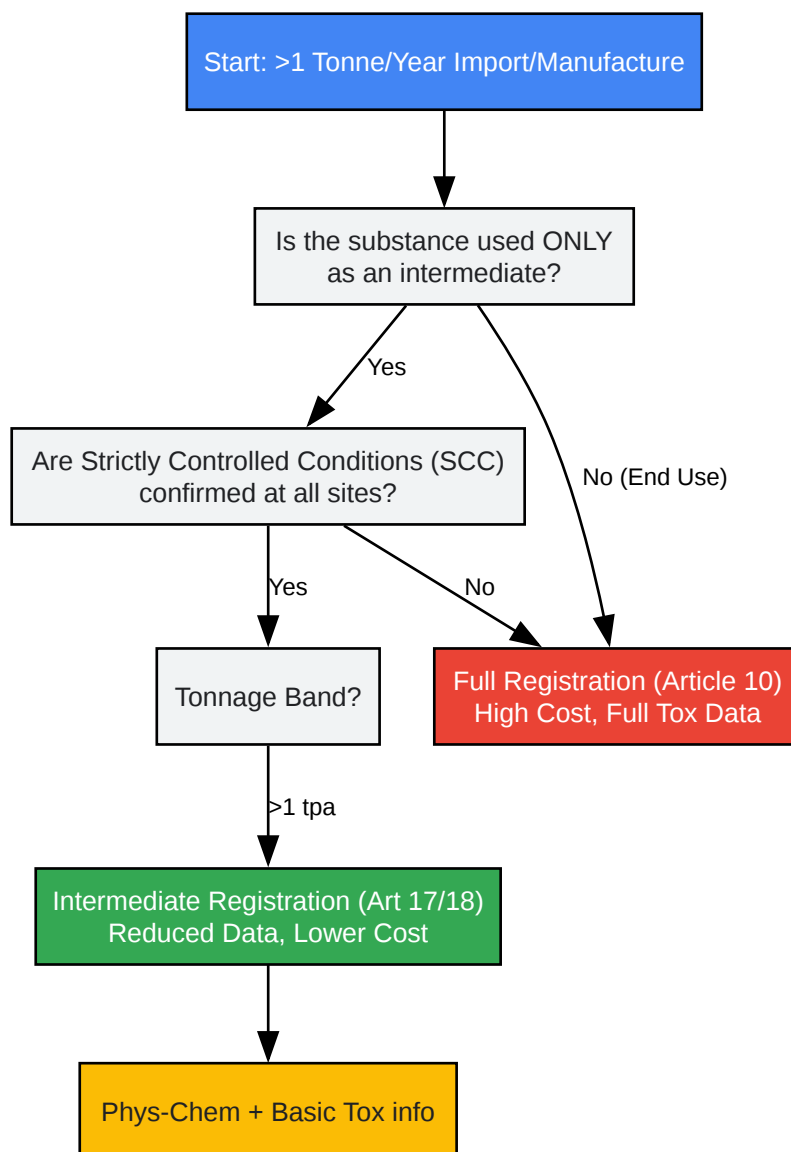 Start: >1 Tonne/Year Import/Manufacture
Is the substance used ONLY
as an intermediate?
Yes
Are Strictly Controlled Conditions (SCC)
confirmed at all sites?
No (End Use)
Yes
No
Tonnage Band?
Full Registration (Article 10)
High Cost, Full Tox Data
>1 tpa
Intermediate Registration (Art 17/18)
Reduced Data, Lower Cost
Phys-Chem + Basic Tox info